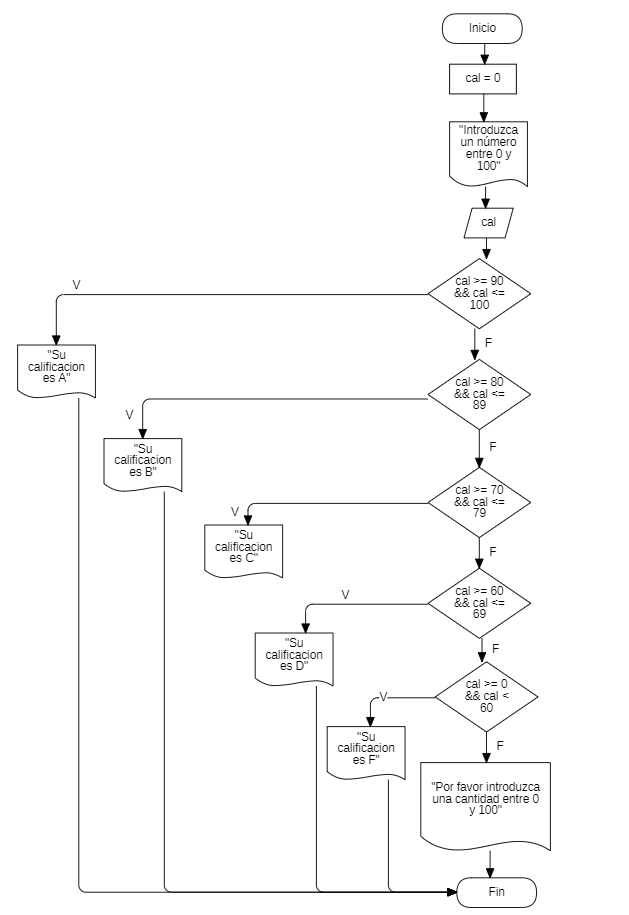 Inicio
cal = 0
"Introduzca
un número
entre 0 y
100"
cal
cal >= 90
&& cal <=
100
V
F
"Su
calificacion
es A"
cal >= 80
&& cal <=
89
V
F
"Su
calificacion
es B"
cal >= 70
&& cal <=
79
V
F
"Su
calificacion
es C"
cal >= 60
&& cal <=
69
V
F
"Su
calificacion
es D"
cal >= 0
&& cal <
60
V
F
"Su
calificacion
es F"
"Por favor introduzca
una cantidad entre 0
y 100"
Fin